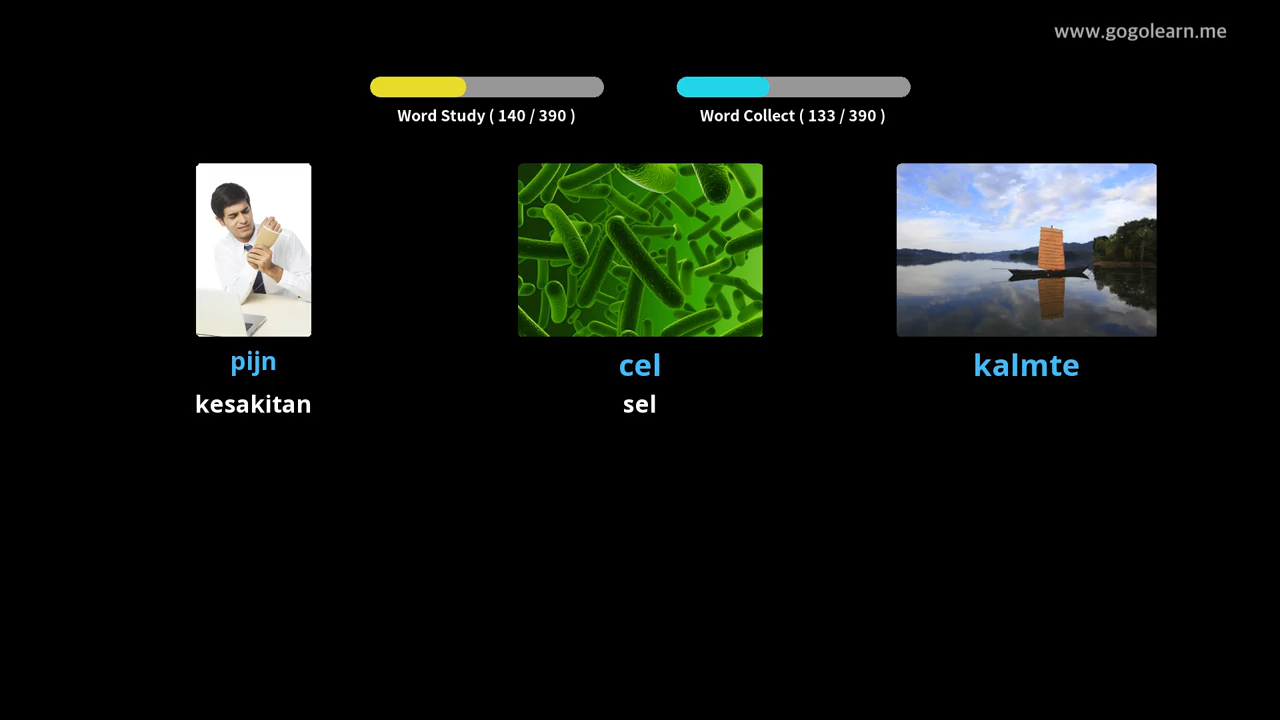 www.gogolearn.me
Word Study ( 140 / 390 )
Word Collect ( 133 / 390 )
pijn
cel
kalmte
kesakitan
sel